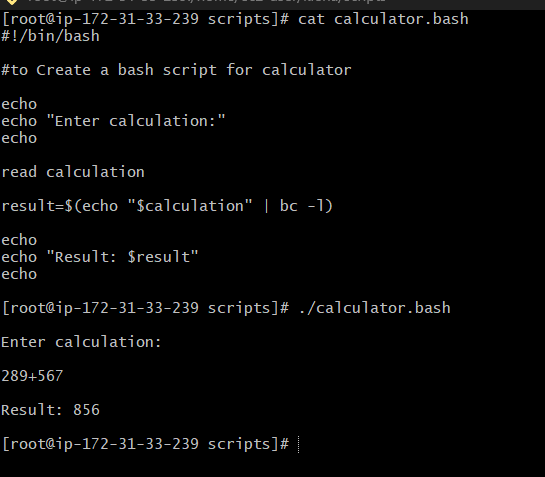 [root@ip-172-31-33-239 scripts]# cat calculator.bash
#!/bin/bash
#to Create a bash script for calculator
echo
echo "Enter calculation:"
echo
read calculation
result=$(echo "$calculation" | bc -l)
echo
echo "Result: $result"
echo
[root@ip-172-31-33-239 scripts]# ./calculator.bash
Enter calculation:
289+567
Result: 856
[root@ip-172-31-33-239 scripts]#